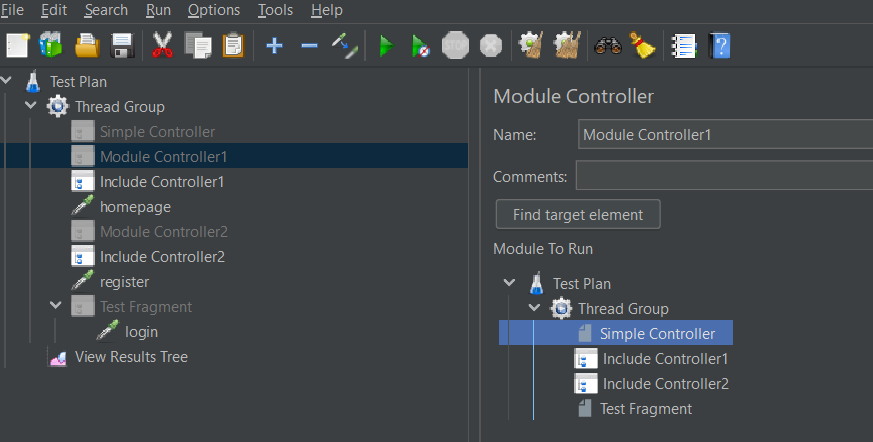 File Edit Search Run Options Tools Help
STOP
Test Plan
Thread Group
Simple Controller
Module Controller1
Include Controller1
homepage
Module Controller2
Include Controller2
register
Test Fragment
login
View Results Tree
Module Controller
Name: Module Controller1
Comments:
Find target element
Module To Run
Test Plan
Thread Group
Simple Controller
Include Controller1
Include Controller2
Test Fragment